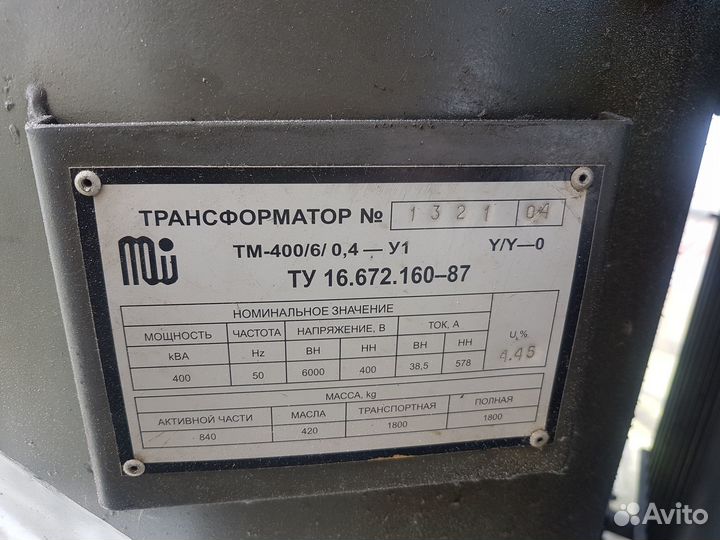 ТРАНСФОРМАТОР № 1321 04
ТМ-400/6/ 0,4 — У1 Y/Y—0
ТУ 16.672.160–87
НОМИНАЛЬНОЕ ЗНАЧЕНИЕ
МОЩНОСТЬ ЧАСТОТА НАПРЯЖЕНИЕ, В ТОК, А U, %
kВА Hz ВН НН ВН НН 4.45
400 50 6000 400 38,5 578
МАССА, kg
АКТИВНОЙ ЧАСТИ МАСЛА ТРАНСПОРТНАЯ ПОЛНАЯ
840 420 1800 1800
Avito